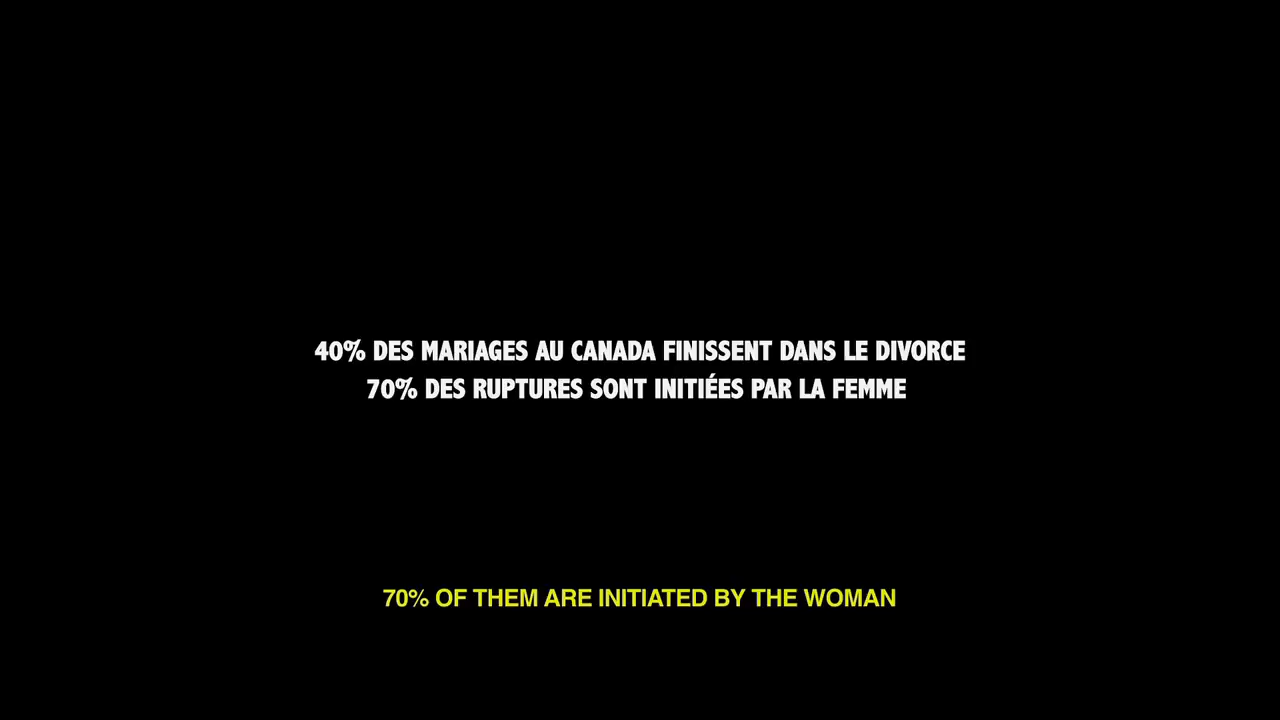 40% DES MARIAGES AU CANADA FINISSENT DANS LE DIVORCE
70% DES RUPTURES SONT INITIÉES PAR LA FEMME
70% OF THEM ARE INITIATED BY THE WOMAN